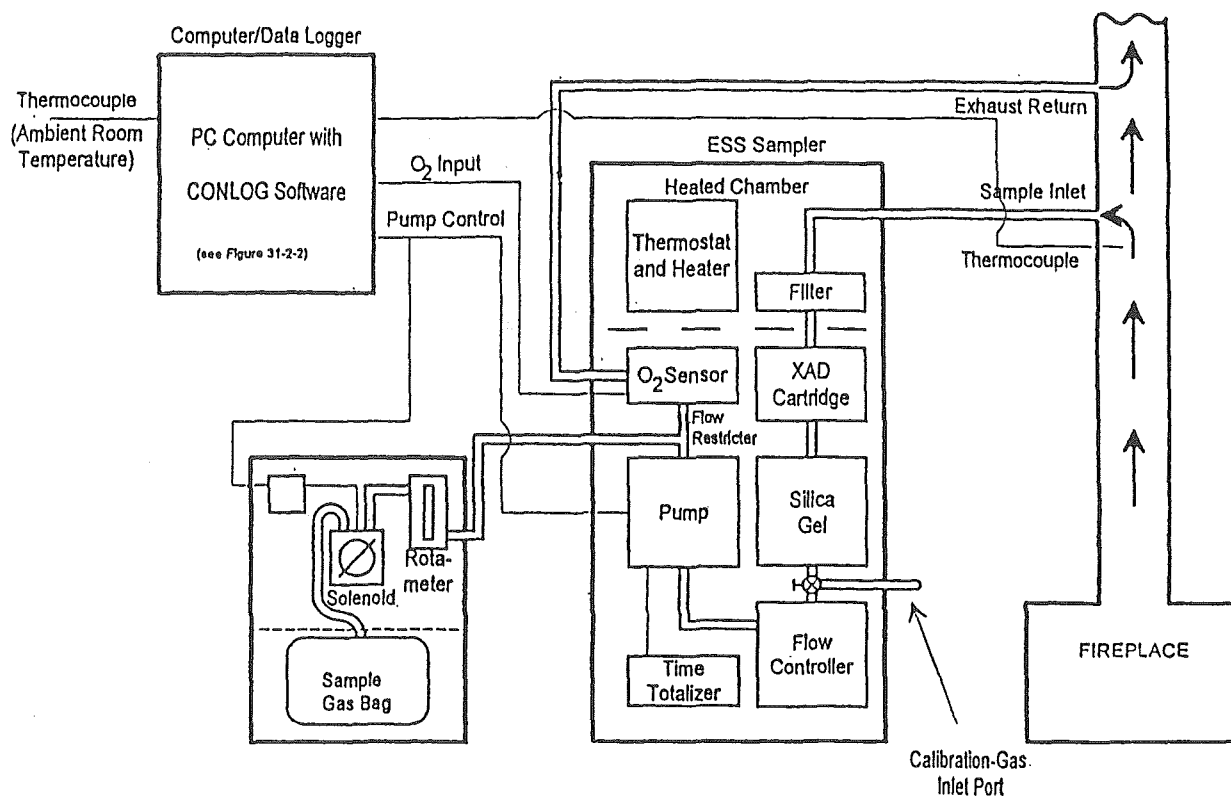 Computer/Data Logger
Thermocouple
(Ambient Room
Temperature)
PC Computer with
CONLOG Software
(see Figure 31-2-2)
O2 Input
Pump Control
Exhaust Return
ESS Sampler
Heated Chamber
Sample Inlet
Thermostat
and Heater
Thermocouple
Filter
O2 Sensor
XAD
Cartridge
Flow
Restricter
Pump
Silica
Gel
Rota-
meter
Solenoid
Sample
Gas Bag
Time
Totalizer
Flow
Controller
FIREPLACE
Calibration-Gas
Inlet Port